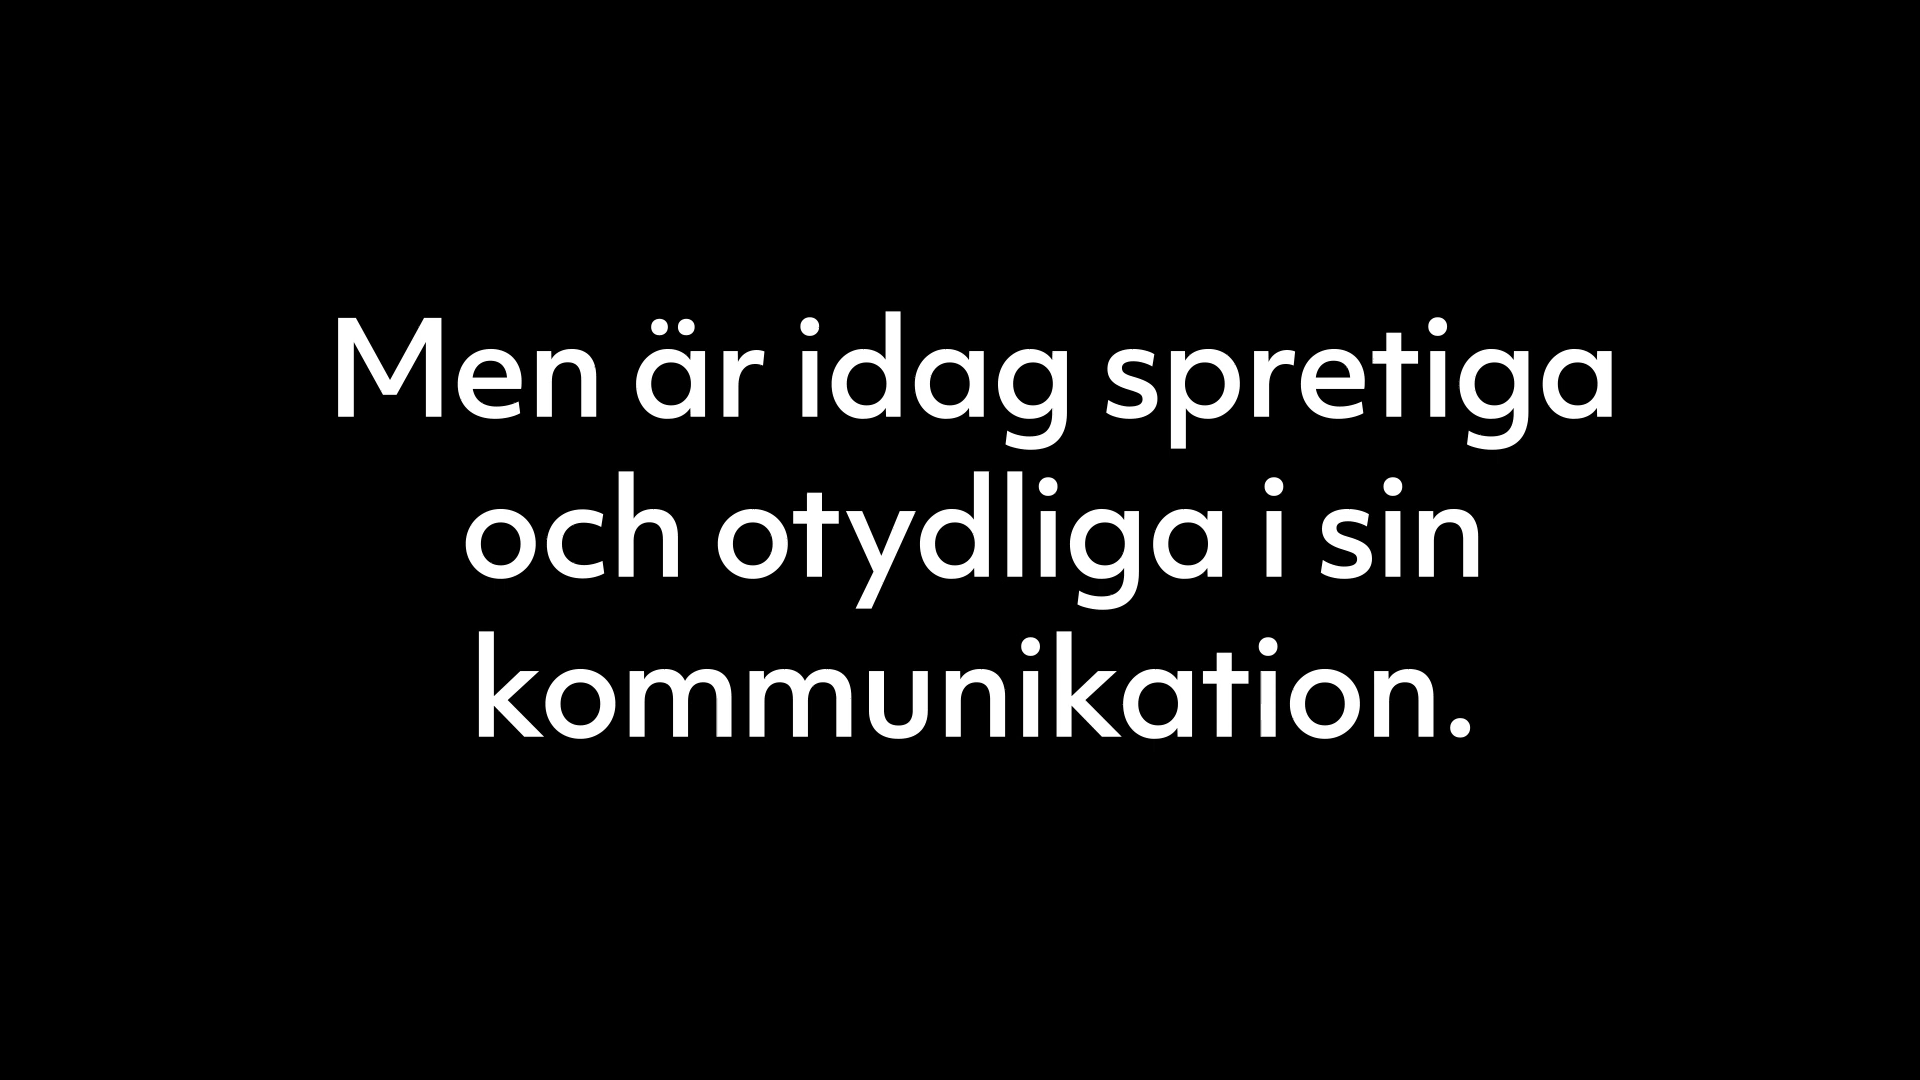 Men är idag spretiga
och otydliga i sin
kommunikation.